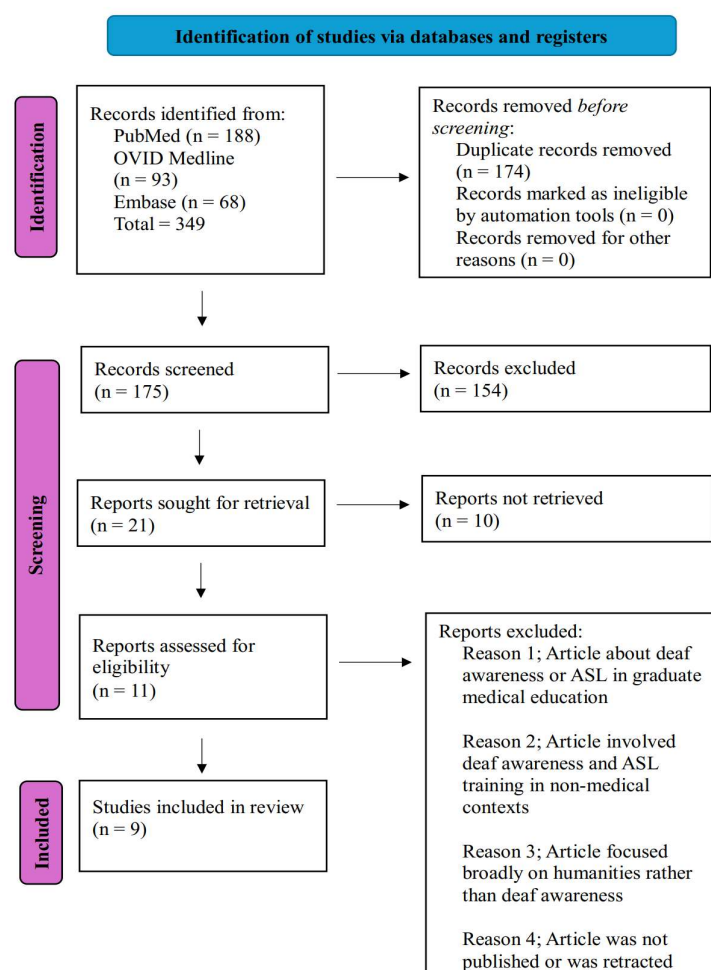 Identification of studies via databases and registers
Identification
Records identified from:
PubMed (n = 188)
OVID Medline
(n = 93)
Embase (n = 68)
Total = 349
Records removed before
screening:
Duplicate records removed
(n = 174)
Records marked as ineligible
by automation tools (n = 0)
Records removed for other
reasons (n = 0)
Screening
Records screened
(n = 175)
Records excluded
(n = 154)
Reports sought for retrieval
(n = 21)
Reports not retrieved
(n = 10)
Reports assessed for
eligibility
(n = 11)
Reports excluded:
Reason 1; Article about deaf
awareness or ASL in graduate
medical education
Reason 2; Article involved
deaf awareness and ASL
training in non-medical
contexts
Reason 3; Article focused
broadly on humanities rather
than deaf awareness
Reason 4; Article was not
published or was retracted
Included
Studies included in review
(n = 9)